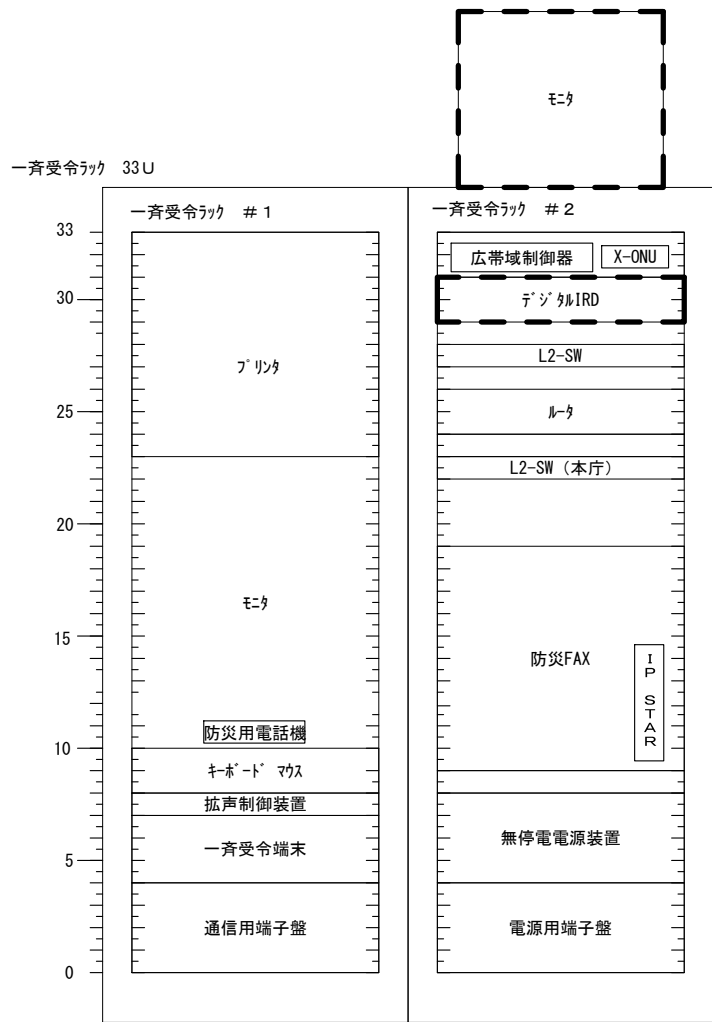 モニタ
一斉受令ラック 33U
一斉受令ラック #1
一斉受令ラック #2
33
30
25
20
15
10
5
0
プリンタ
モニタ
防災用電話機
キーボード マウス
拡声制御装置
一斉受令端末
通信用端子盤
広帯域制御器
X-ONU
デジタルIRD
L2-SW
ルータ
L2-SW(本庁)
防災FAX
IP STAR
無停電電源装置
電源用端子盤